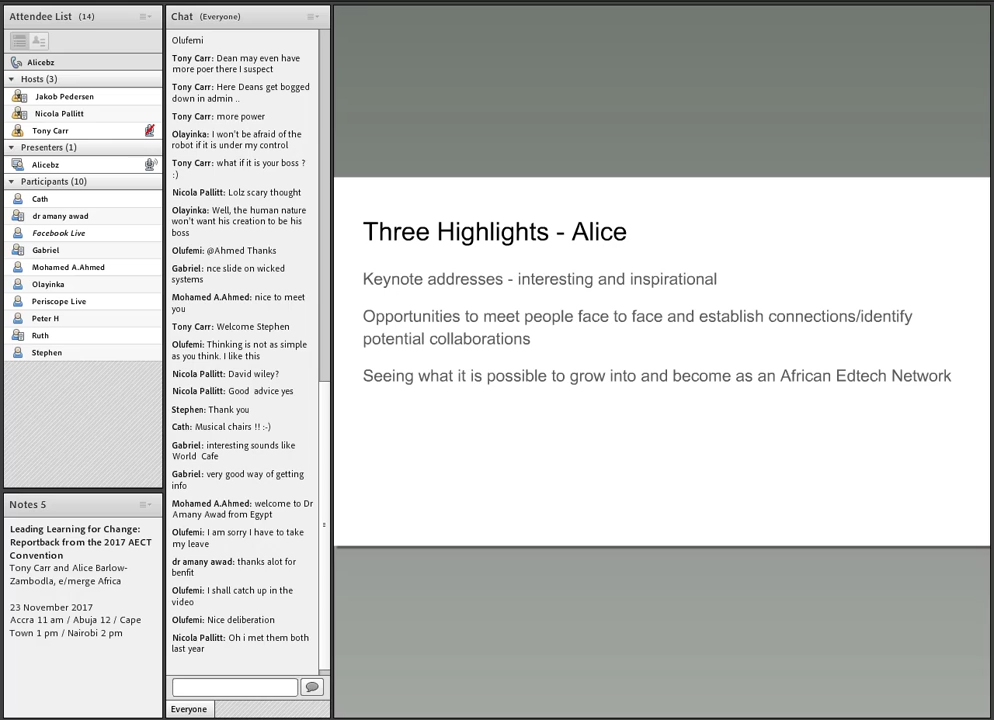 Attendee List (14)
Alicebz
Hosts (3)
Jakob Pedersen
Nicola Pallitt
Tony Carr
Presenters (1)
Alicebz
Participants (10)
Cath
dr amany awad
Facebook Live
Gabriel
Mohamed A.Ahmed
Olayinka
Periscope Live
Peter H
Ruth
Stephen
Notes 5
Leading Learning for Change:
Reportback from the 2017 AECT
Convention
Tony Carr and Alice Barlow-
Zambodla, e/merge Africa
23 November 2017
Accra 11 am / Abuja 12 / Cape
Town 1 pm / Nairobi 2 pm
Chat (Everyone)
Olufemi
Tony Carr: Dean may even have
more poer there I suspect
Tony Carr: Here Deans get bogged
down in admin ..
Tony Carr: more power
Olayinka: I won't be afraid of the
robot if it is under my control
Tony Carr: what if it is your boss ?
:)
Nicola Pallitt: Lolz scary thought
Olayinka: Well, the human nature
won't want his creation to be his
boss
Olufemi: @Ahmed Thanks
Gabriel: nce slide on wicked
systems
Mohamed A.Ahmed: nice to meet
you
Tony Carr: Welcome Stephen
Olufemi: Thinking is not as simple
as you think. I like this
Nicola Pallitt: David wiley?
Nicola Pallitt: Good advice yes
Stephen: Thank you
Cath: Musical chairs !! :-)
Gabriel: interesting sounds like
World Cafe
Gabriel: very good way of getting
info
Mohamed A.Ahmed: welcome to Dr
Amany Awad from Egypt
Olufemi: I am sorry I have to take
my leave
dr amany awad: thanks alot for
benfit
Olufemi: I shall catch up in the
video
Olufemi: Nice deliberation
Nicola Pallitt: Oh i met them both
last year
Everyone
Three Highlights - Alice
Keynote addresses - interesting and inspirational
Opportunities to meet people face to face and establish connections/identify
potential collaborations
Seeing what it is possible to grow into and become as an African Edtech Network